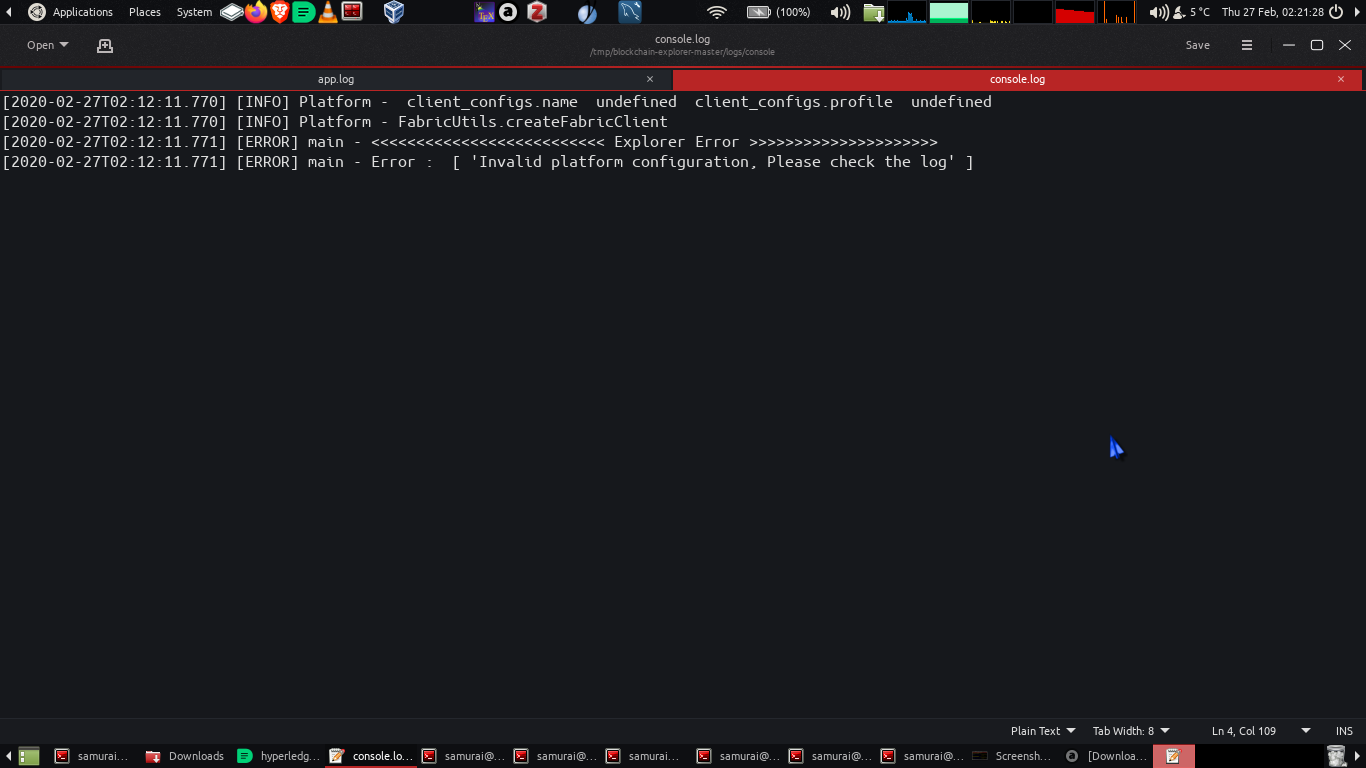 Applications Places System (100%) 5 °C Thu 27 Feb, 02:21:28
Open console.log Save
/tmp/blockchain-explorer-master/logs/console
app.log × console.log ×
[2020-02-27T02:12:11.770] [INFO] Platform -  client_configs.name  undefined  client_configs.profile  undefined
[2020-02-27T02:12:11.770] [INFO] Platform - FabricUtils.createFabricClient
[2020-02-27T02:12:11.771] [ERROR] main - <<<<<<<<<<<<<<<<<<<<<<<<<< Explorer Error >>>>>>>>>>>>>>>>>>>>>
[2020-02-27T02:12:11.771] [ERROR] main - Error :  [ 'Invalid platform configuration, Please check the log' ]
Plain Text Tab Width: 8 Ln 4, Col 109 INS
samurai... Downloads hyperledg... console.lo... samurai@... samurai@... samurai... samurai@... samurai@... samurai@... Screensh... [Downloa...